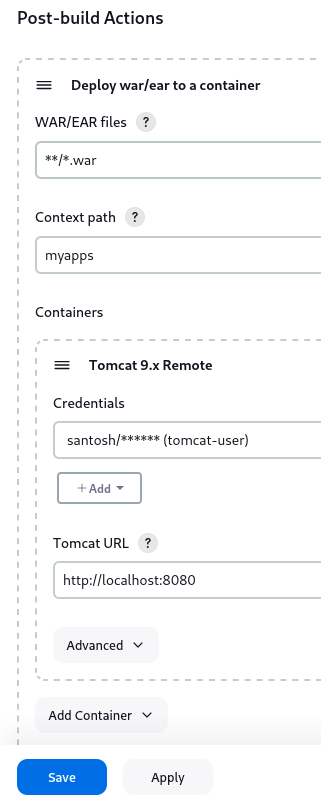 Post-build Actions
Deploy war/ear to a container
WAR/EAR files ?
**/*.war
Context path ?
myapps
Containers
Tomcat 9.x Remote
Credentials
santosh/****** (tomcat-user)
+ Add
Tomcat URL ?
http://localhost:8080
Advanced
Add Container
Save Apply